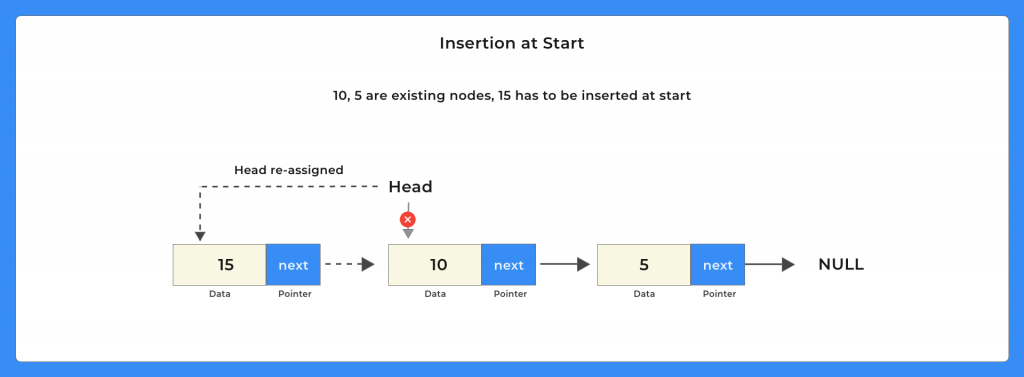 Insertion at Start
10, 5 are existing nodes, 15 has to be inserted at start
Head re-assigned
Head
15 next
10 next
5 next
NULL
Data Pointer
Data Pointer
Data Pointer